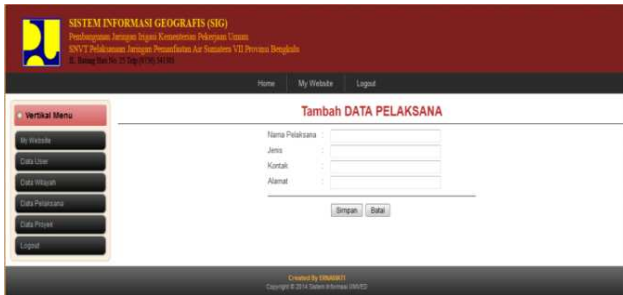 SISTEM INFORMASI GEOGRAFIS (SIG)
Pembangunan Jaringan Irigasi Kementerian Pekerjaan Umum
SNVT Pelaksanaan Jaringan Pemanfaatan Air Sumatera VII Provinsi Bengkulu
Home My Website Logout
Vertikal Menu
My Website
Data User
Data Wilayah
Data Pelaksana
Data Proyek
Logout
Tambah DATA PELAKSANA
Nama Pelaksana :
Jenis :
Kontak :
Alamat :
Simpan Batal
Created By
Copyright © 2014 Sistem Informasi